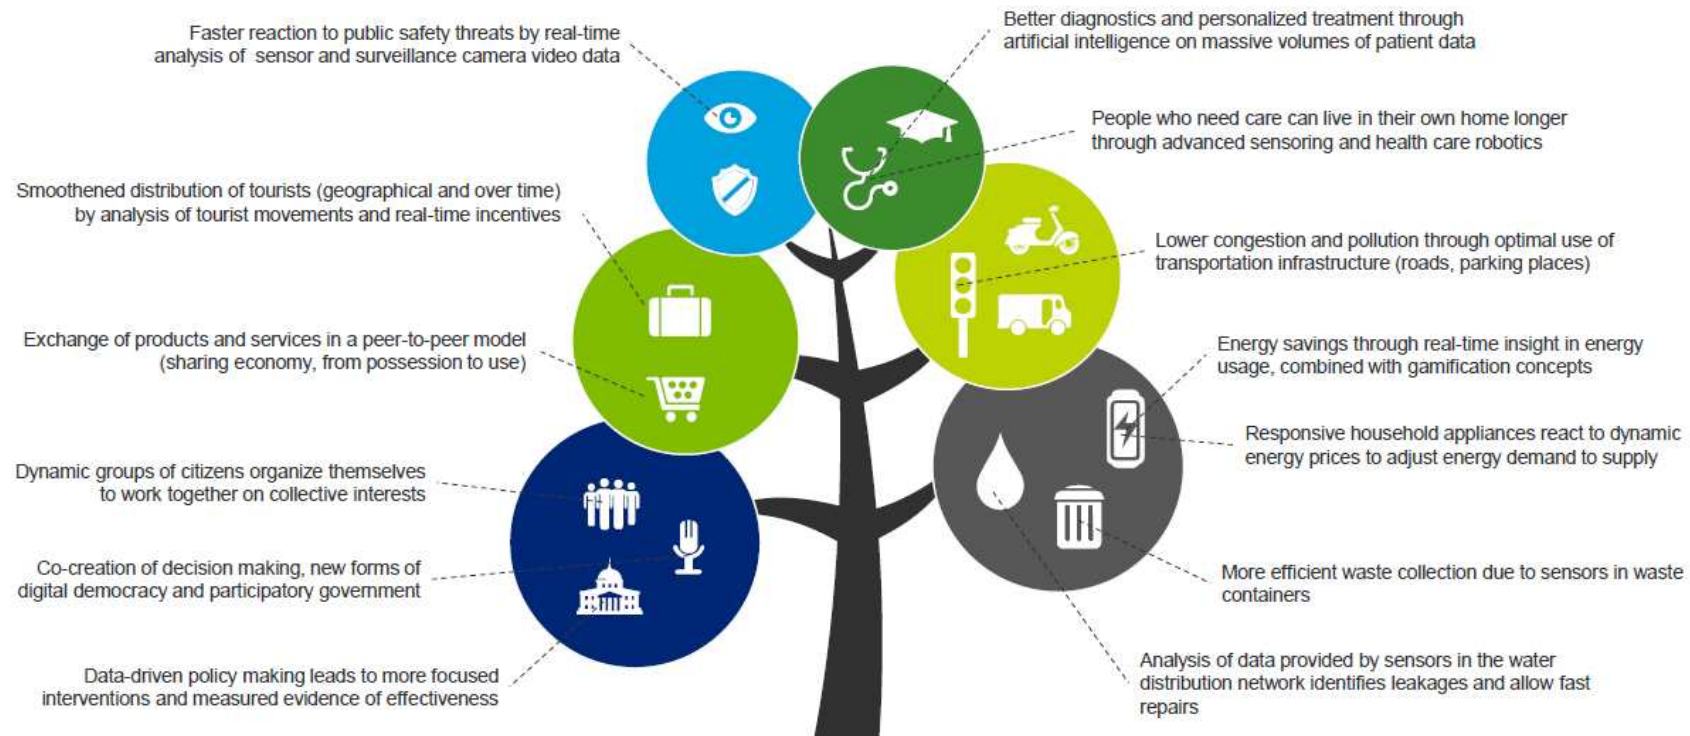 Faster reaction to public safety threats by real-time
analysis of sensor and surveillance camera video data
Smoothened distribution of tourists (geographical and over time)
by analysis of tourist movements and real-time incentives
Exchange of products and services in a peer-to-peer model
(sharing economy, from possession to use)
Dynamic groups of citizens organize themselves
to work together on collective interests
Co-creation of decision making, new forms of
digital democracy and participatory government
Data-driven policy making leads to more focused
interventions and measured evidence of effectiveness
Better diagnostics and personalized treatment through
artificial intelligence on massive volumes of patient data
People who need care can live in their own home longer
through advanced sensoring and health care robotics
Lower congestion and pollution through optimal use of
transportation infrastructure (roads, parking places)
Energy savings through real-time insight in energy
usage, combined with gamification concepts
Responsive household appliances react to dynamic
energy prices to adjust energy demand to supply
More efficient waste collection due to sensors in waste
containers
Analysis of data provided by sensors in the water
distribution network identifies leakages and allow fast
repairs